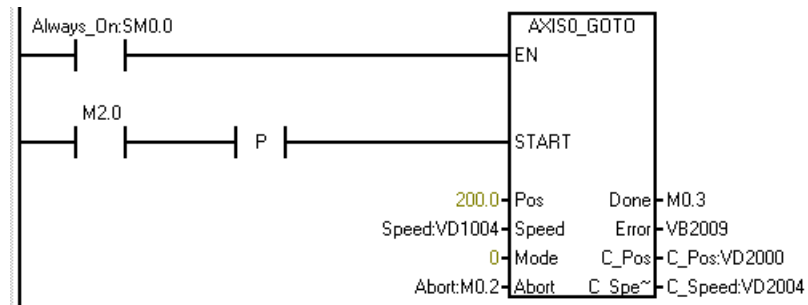 Always_On:SM0.0 AXIS0_GOTO
EN
M2.0
P START
200.0 Pos Done M0.3
Speed:VD1004 Speed Error VB2009
0 Mode C_Pos C_Pos:VD2000
Abort:M0.2 Abort C_Spe~ C_Speed:VD2004